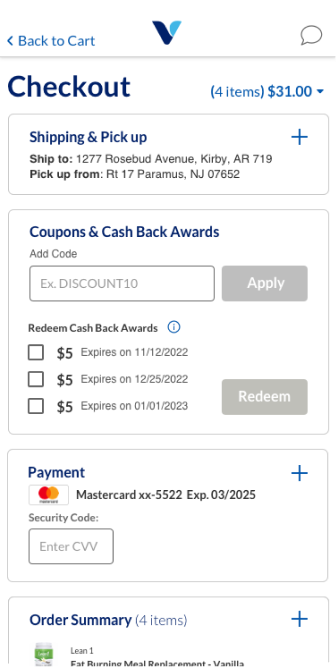 Back to Cart
Checkout
(4 items) $31.00
Shipping & Pick up
Ship to: 1277 Rosebud Avenue, Kirby, AR 719
Pick up from: Rt 17 Paramus, NJ 07652
Coupons & Cash Back Awards
Add Code
Ex. DISCOUNT10
Apply
Redeem Cash Back Awards
$5 Expires on 11/12/2022
$5 Expires on 12/25/2022
$5 Expires on 01/01/2023
Redeem
Payment
Mastercard xx-5522 Exp. 03/2025
Security Code:
Enter CVV
Order Summary (4 items)
Lean 1
Fat Burning Meal Replacement - Vanilla